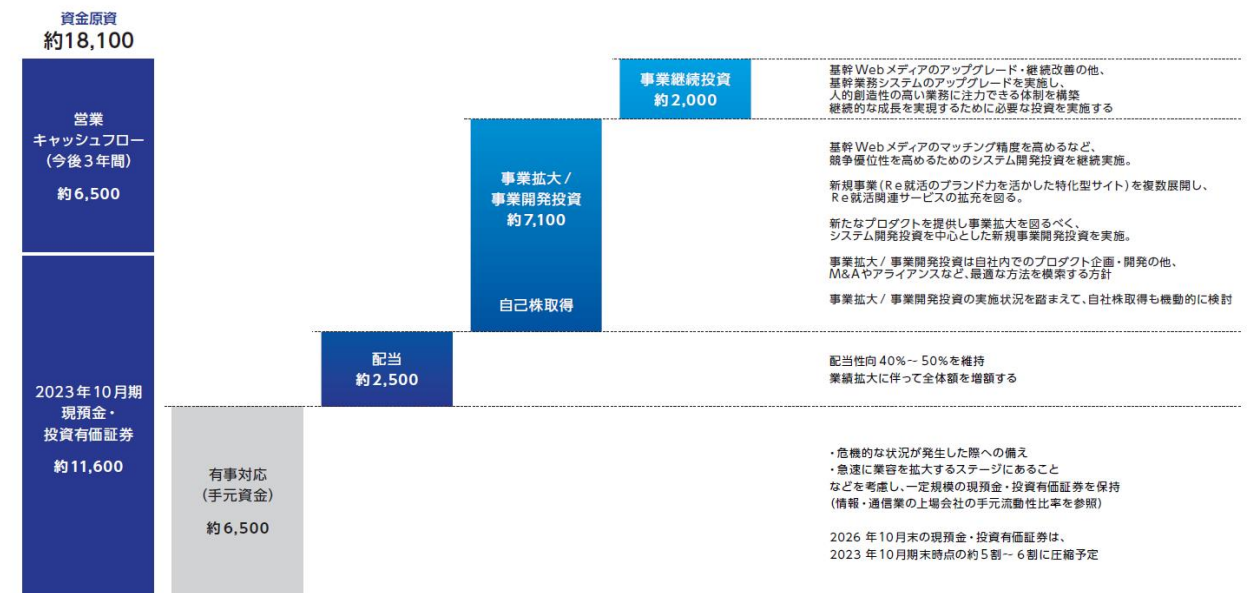 資金原資
約18,100
営業
キャッシュフロー
(今後3年間)
約6,500
2023年10月期
現預金・
投資有価証券
約11,600
有事対応
(手元資金)
約6,500
配当
約2,500
事業拡大/
事業開発投資
約7,100
自己株取得
事業継続投資
約2,000
基幹Webメディアのアップグレード・継続改善の他、
基幹業務システムのアップグレードを実施し、
人的創造性の高い業務に注力できる体制を構築
継続的な成長を実現するために必要な投資を実施する
基幹Webメディアのマッチング精度を高めるなど、
競争優位性を高めるためのシステム開発投資を継続実施。
新規事業(Re就活のブランド力を活かした特化型サイト)を複数展開し、
Re就活関連サービスの拡充を図る。
新たなプロダクトを提供し事業拡大を図るべく、
システム開発投資を中心とした新規事業開発投資を実施。
事業拡大/事業開発投資は自社内でのプロダクト企画・開発の他、
M&Aやアライアンスなど、最適な方法を模索する方針
事業拡大/事業開発投資の実施状況を踏まえて、自社株取得も機動的に検討
配当性向40%~50%を維持
業績拡大に伴って全体額を増額する
・危機的な状況が発生した際への備え
・急速に業容を拡大するステージにあること
などを考慮し、一定規模の現預金・投資有価証券を保持
(情報・通信業の上場会社の手元流動性比率を参照)
2026年10月末の現預金・投資有価証券は、
2023年10月期末時点の約5割~6割に圧縮予定